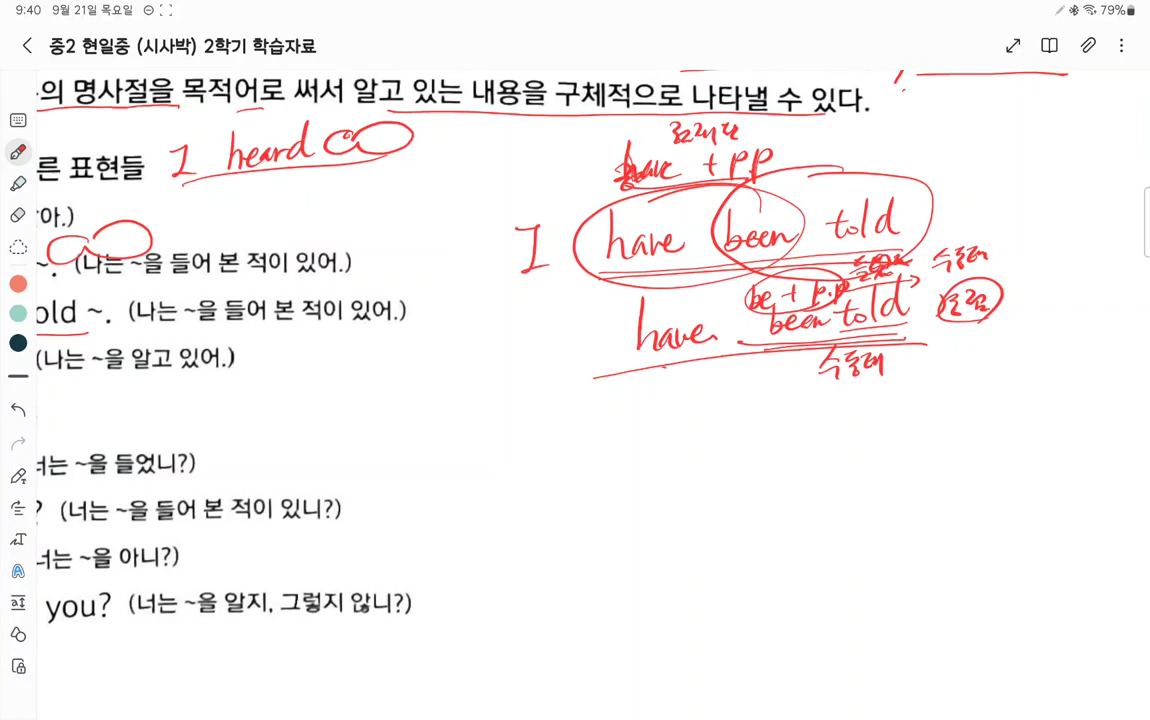 9:40 9월 21일 목요일 79%
중2 현일중 (시사박) 2학기 학습자료
의 명사절을 목적어로 써서 알고 있는 내용을 구체적으로 나타낼 수 있다.
른 표현들 I heard
have + p.p
아.)
I have been told
~. (나는 ~을 들어 본 적이 있어.) 수동태
be + p.p
old ~. (나는 ~을 들어 본 적이 있어.)
have been told
(나는 ~을 알고 있어.) 수동태
너는 ~을 들었니?)
? (너는 ~을 들어 본 적이 있니?)
너는 ~을 아니?)
you? (너는 ~을 알지, 그렇지 않니?)